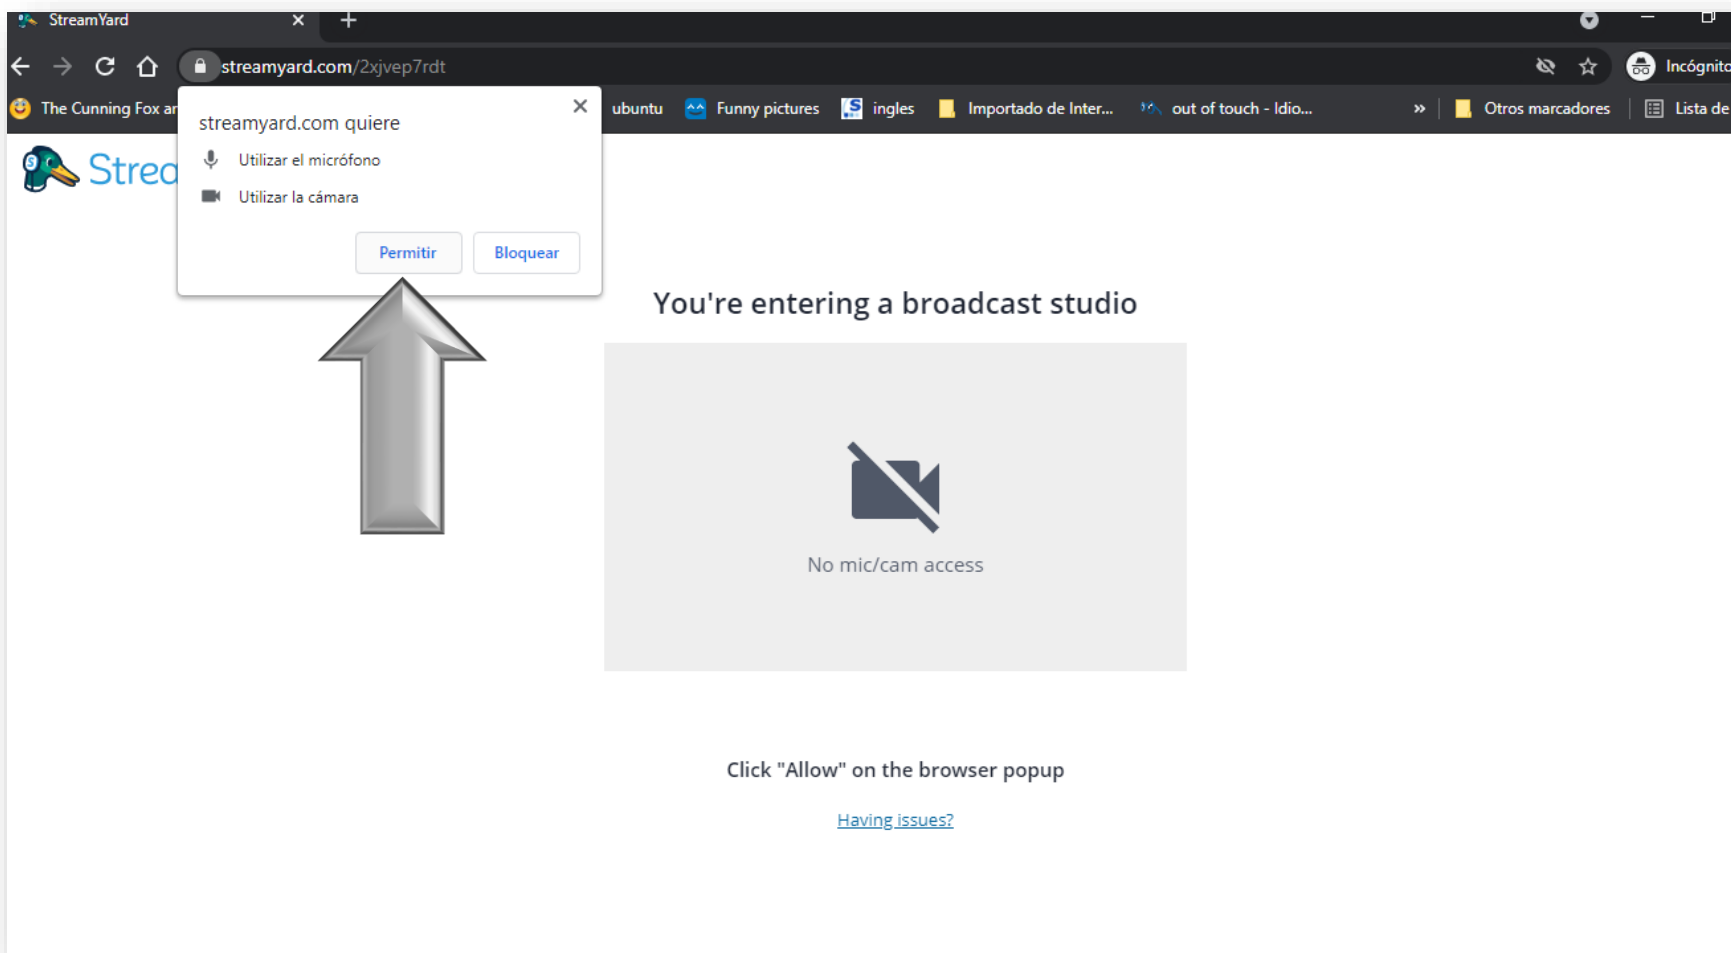 StreamYard
streamyard.com/2xjvep7rdt
Incógnito
The Cunning Fox ar
ubuntu
Funny pictures
ingles
Importado de Inter...
out of touch - Idio...
»
Otros marcadores
Lista de
Strea
streamyard.com quiere
Utilizar el micrófono
Utilizar la cámara
Permitir
Bloquear
You're entering a broadcast studio
No mic/cam access
Click "Allow" on the browser popup
Having issues?